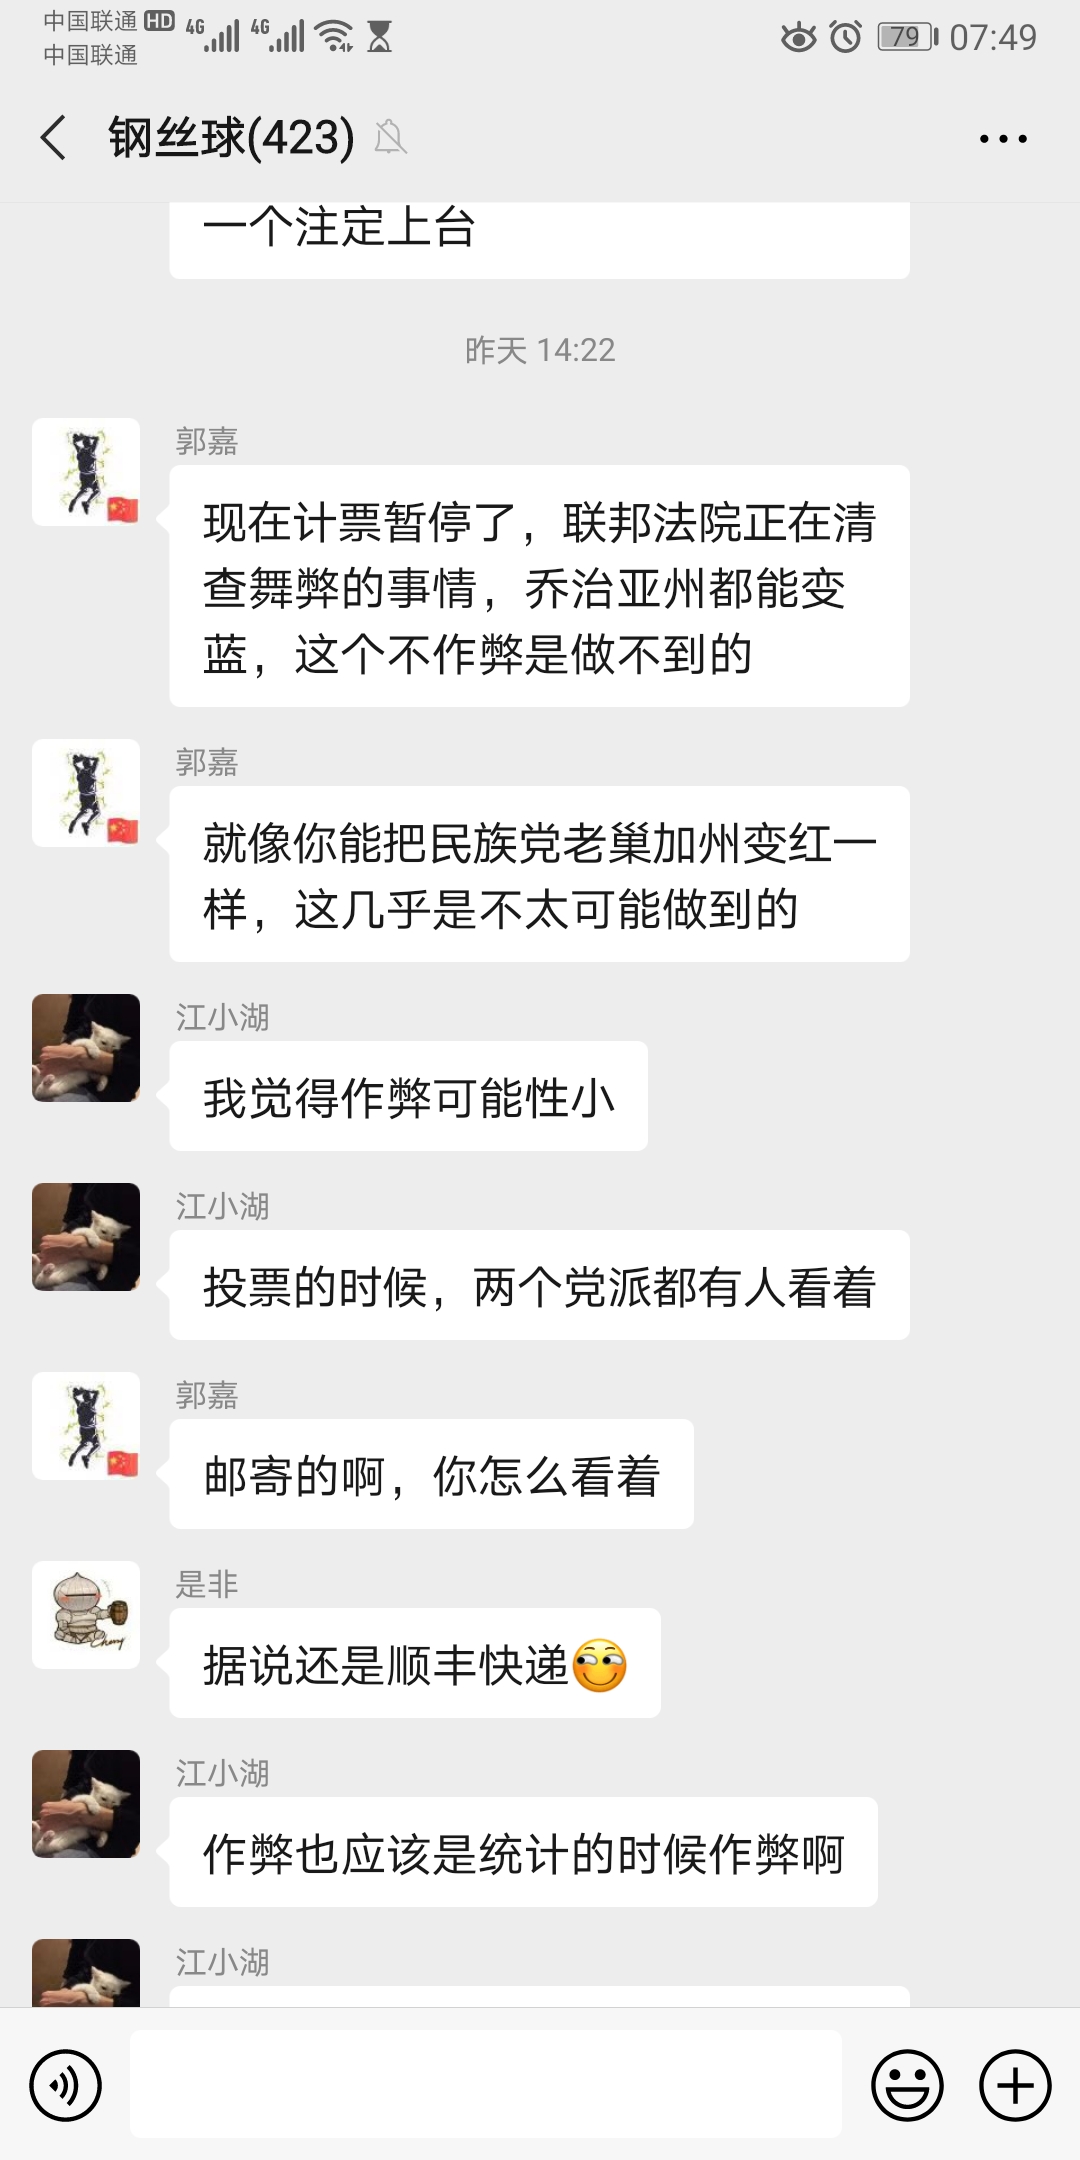 中国联通 HD 4G 4G 79 07:49
中国联通
钢丝球(423)
一个注定上台
昨天 14:22
郭嘉
现在计票暂停了，联邦法院正在清
查舞弊的事情，乔治亚州都能变
蓝，这个不作弊是做不到的
郭嘉
就像你能把民族党老巢加州变红一
样，这几乎是不太可能做到的
江小湖
我觉得作弊可能性小
江小湖
投票的时候，两个党派都有人看着
郭嘉
邮寄的啊，你怎么看着
是非
Cherry
据说还是顺丰快递
江小湖
作弊也应该是统计的时候作弊啊
江小湖